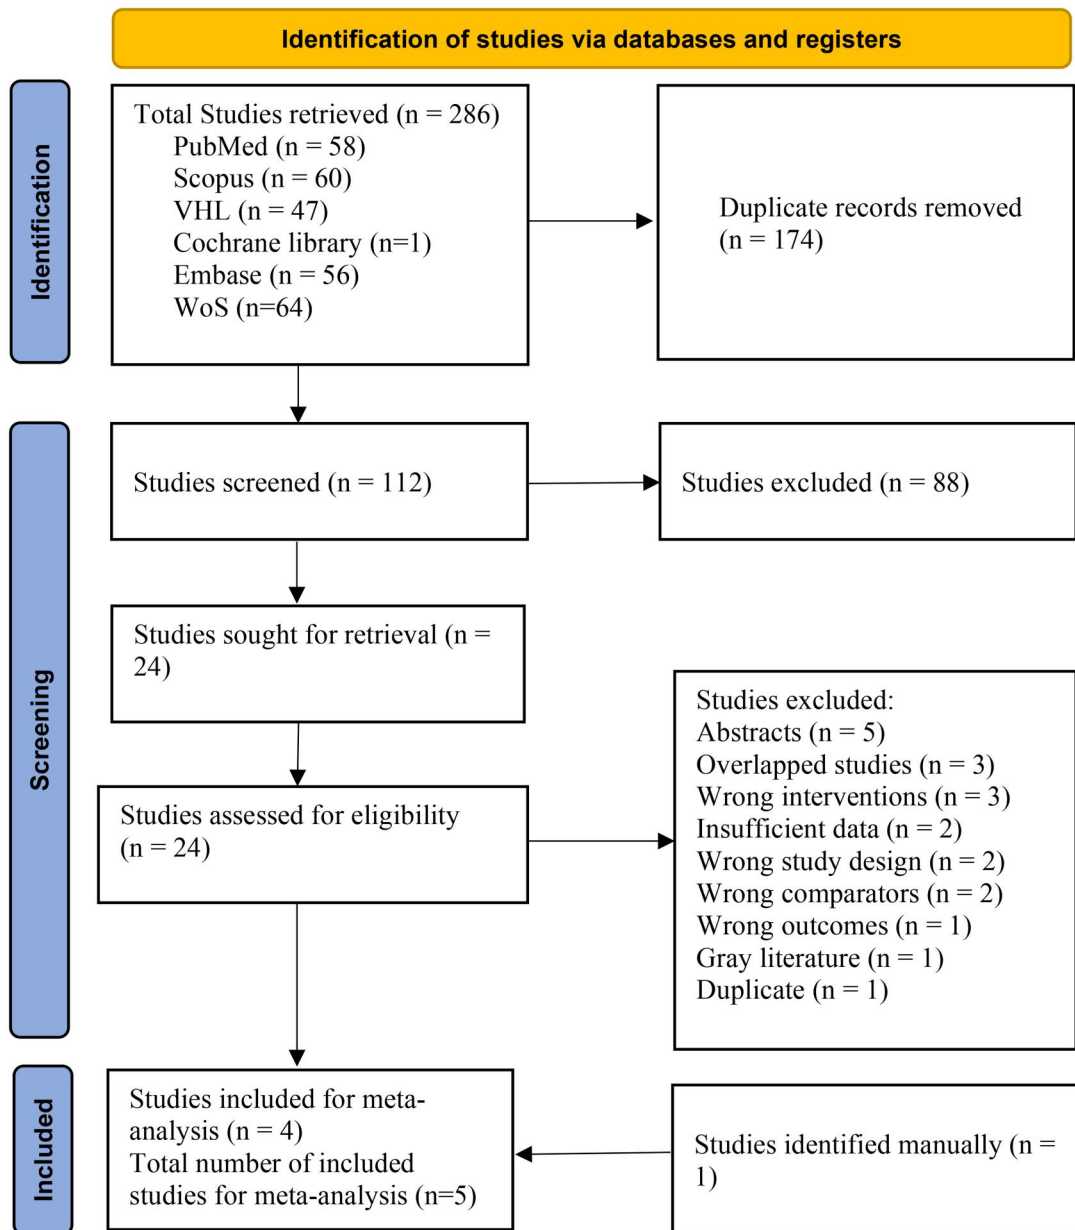 Identification of studies via databases and registers
Identification
Total Studies retrieved (n = 286)
PubMed (n = 58)
Scopus (n = 60)
VHL (n = 47)
Cochrane library (n=1)
Embase (n = 56)
WoS (n=64)
Duplicate records removed
(n = 174)
Screening
Studies screened (n = 112)
Studies excluded (n = 88)
Studies sought for retrieval (n =
24)
Studies assessed for eligibility
(n = 24)
Studies excluded:
Abstracts (n = 5)
Overlapped studies (n = 3)
Wrong interventions (n = 3)
Insufficient data (n = 2)
Wrong study design (n = 2)
Wrong comparators (n = 2)
Wrong outcomes (n = 1)
Gray literature (n = 1)
Duplicate (n = 1)
Included
Studies included for meta-
analysis (n = 4)
Total number of included
studies for meta-analysis (n=5)
Studies identified manually (n =
1)